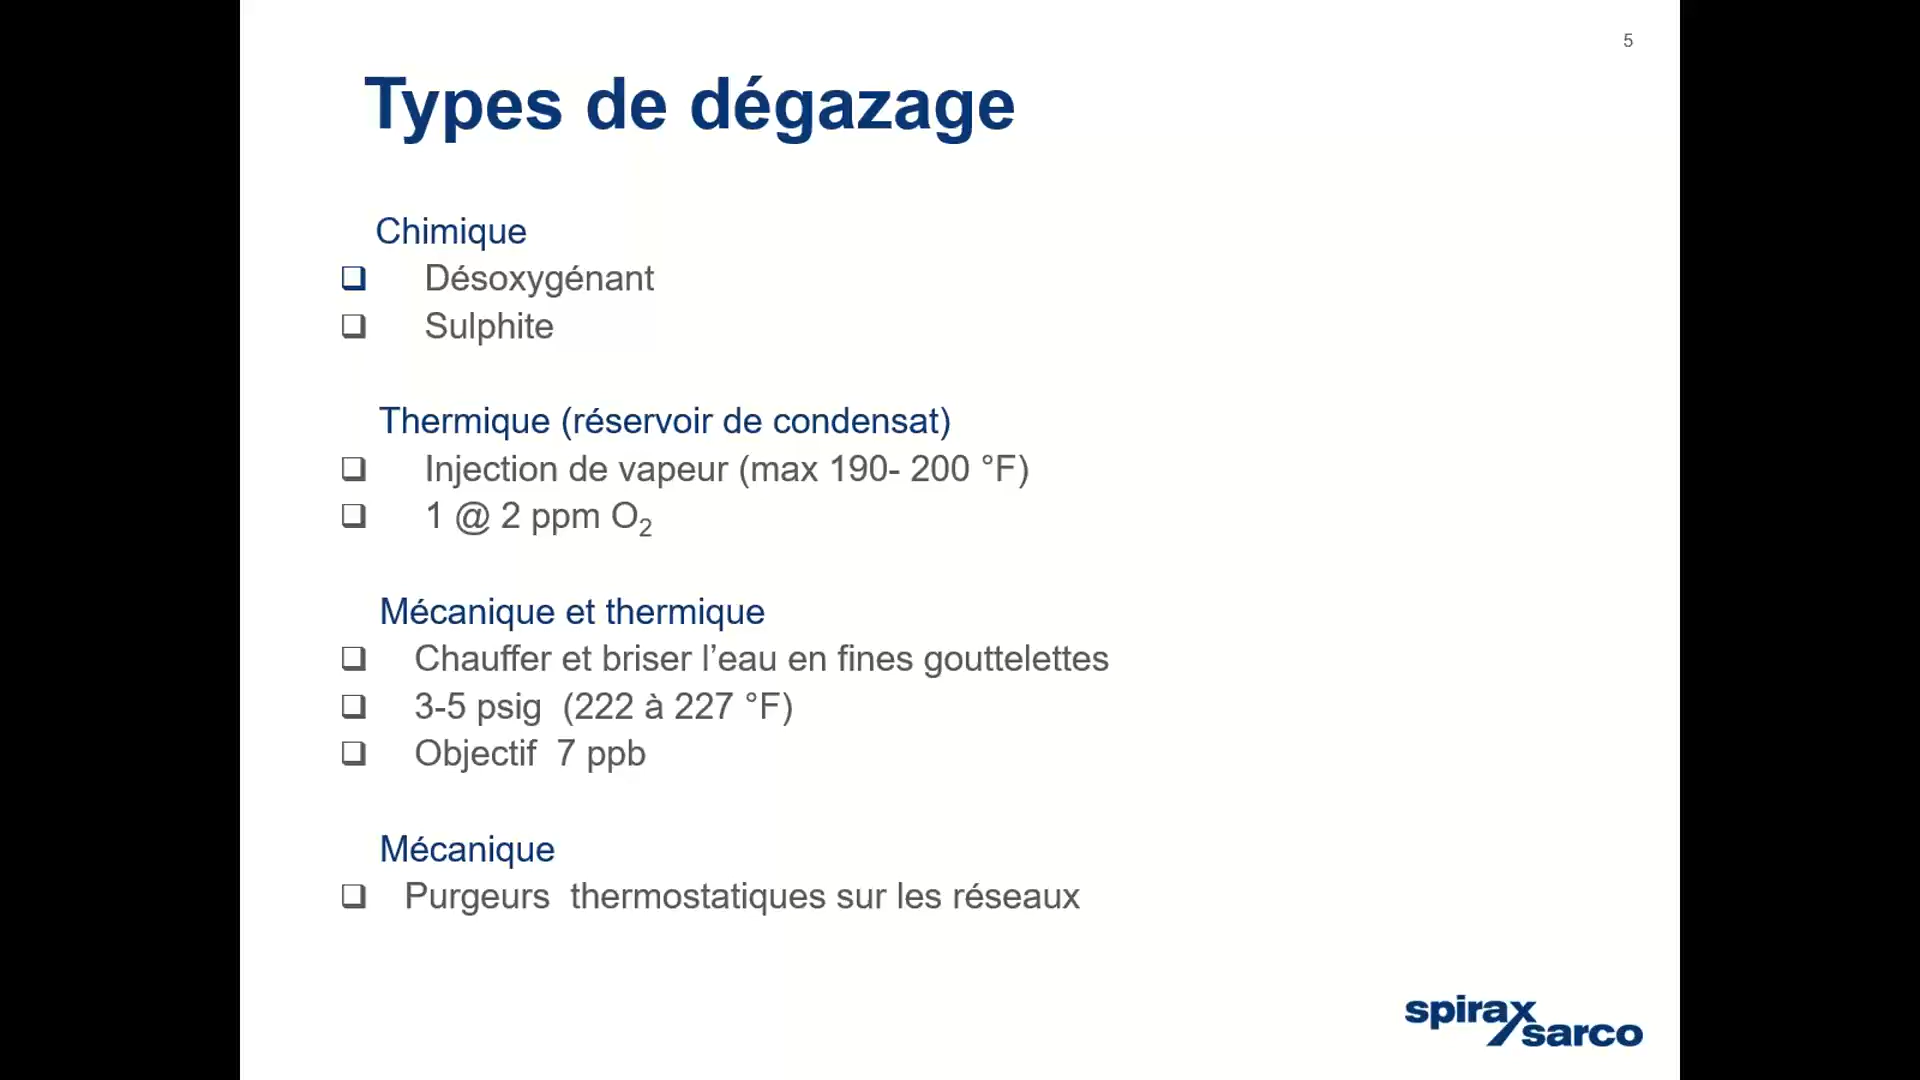 5
Types de dégazage
Chimique
❑ Désoxygénant
❑ Sulphite
Thermique (réservoir de condensat)
❑ Injection de vapeur (max 190- 200 °F)
❑ 1 @ 2 ppm O₂
Mécanique et thermique
❑ Chauffer et briser l’eau en fines gouttelettes
❑ 3-5 psig (222 à 227 °F)
❑ Objectif 7 ppb
Mécanique
❑ Purgeurs thermostatiques sur les réseaux
spirax
sarco